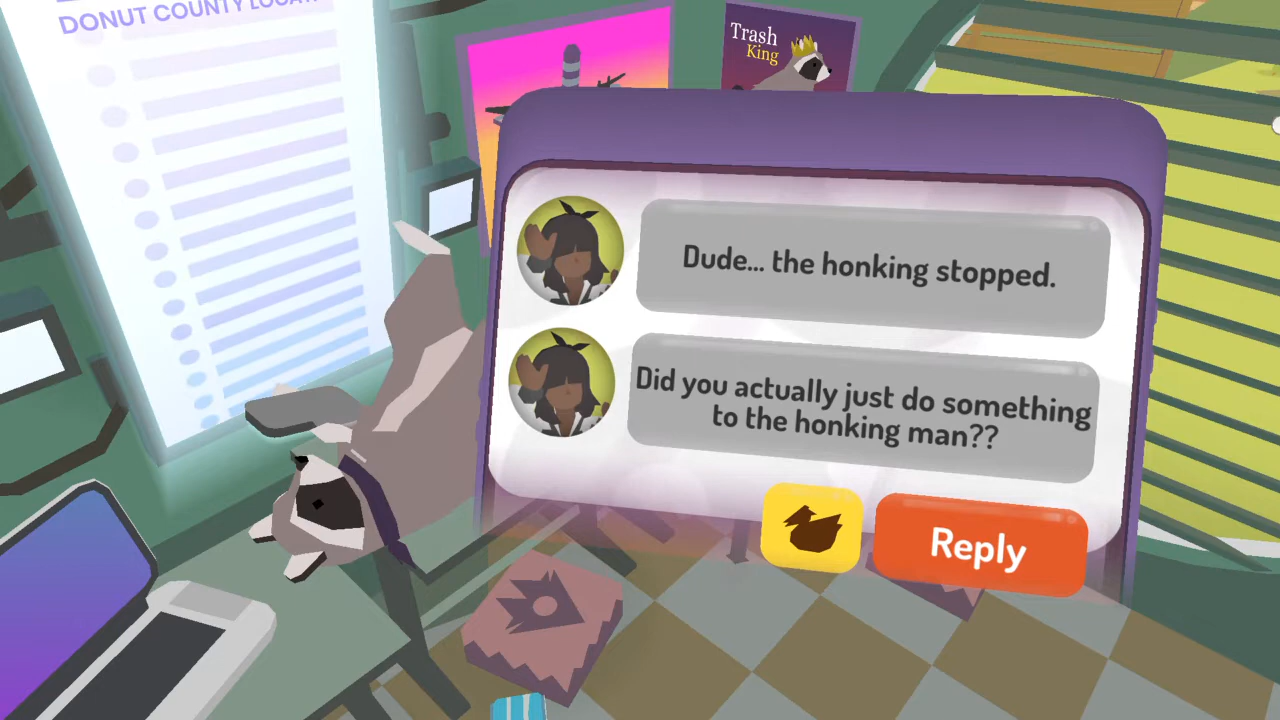 DONUT COUNTY
Trash
King
Dude... the honking stopped.
Did you actually just do something
to the honking man??
Reply